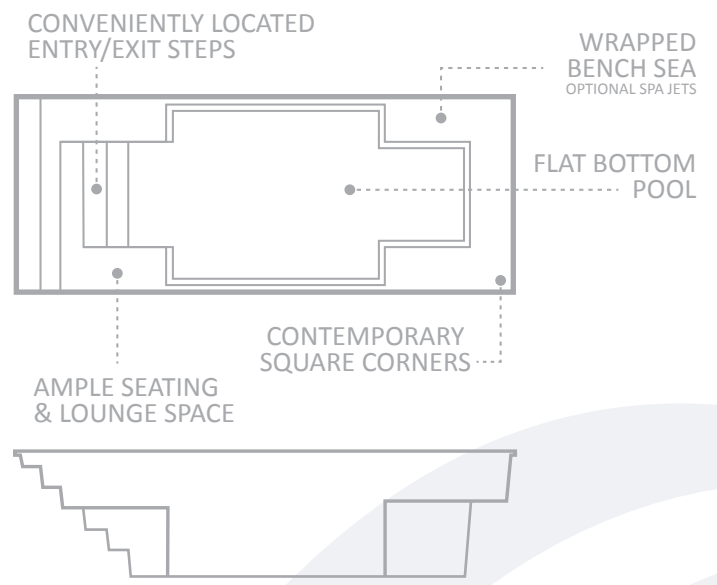 CONVENIENTLY LOCATED
ENTRY/EXIT STEPS
WRAPPED
BENCH SEA
OPTIONAL SPA JETS
FLAT BOTTOM
POOL
CONTEMPORARY
SQUARE CORNERS
AMPLE SEATING
& LOUNGE SPACE